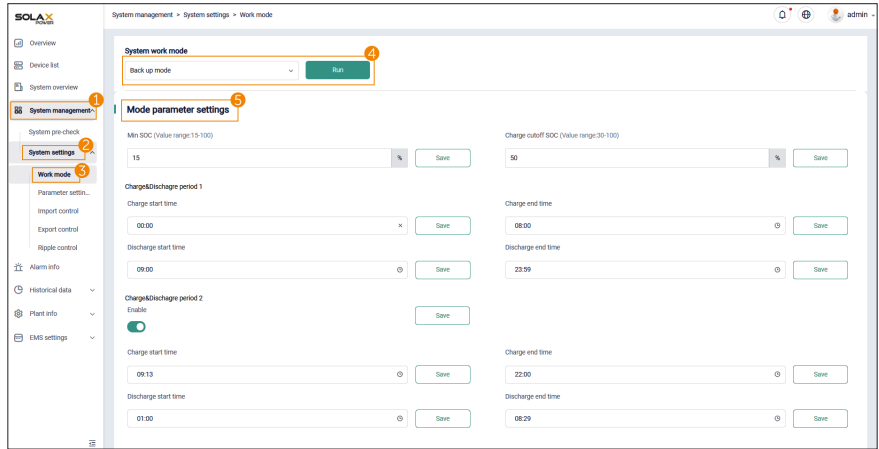 SOLAX
POWER
System management > System settings > Work mode
admin
Overview
Device list
System overview
1
System management
System pre-check
2
System settings
3
Work mode
Parameter settin...
Import control
Export control
Ripple control
Alarm info
Historical data
Plant info
EMS settings
System work mode
4
Back up mode
Run
5
Mode parameter settings
Min SOC (Value range:15-100)
Charge cutoff SOC (Value range:30-100)
15 % Save
50 % Save
Charge&Dischagre period 1
Charge start time
Charge end time
00:00 × Save
08:00 Save
Discharge start time
Discharge end time
09:00 Save
23:59 Save
Charge&Dischagre period 2
Enable
Save
Charge start time
Charge end time
09:13 Save
22:00 Save
Discharge start time
Discharge end time
01:00 Save
08:29 Save